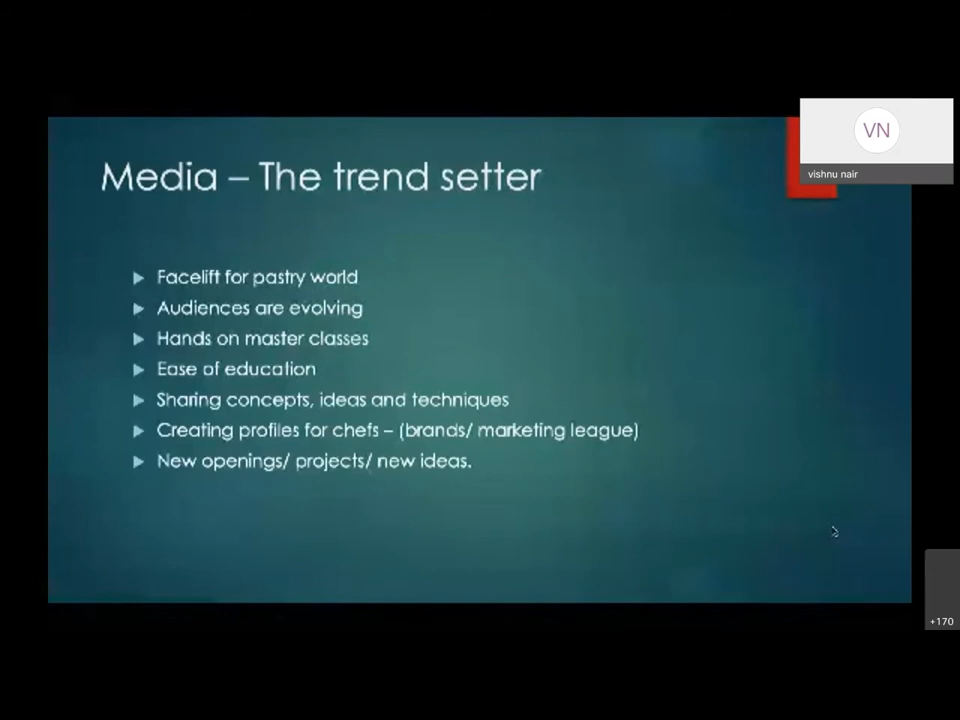 Media – The trend setter
VN
vishnu nair
Facelift for pastry world
Audiences are evolving
Hands on master classes
Ease of education
Sharing concepts, ideas and techniques
Creating profiles for chefs – (brands/ marketing league)
New openings/ projects/ new ideas.
+170